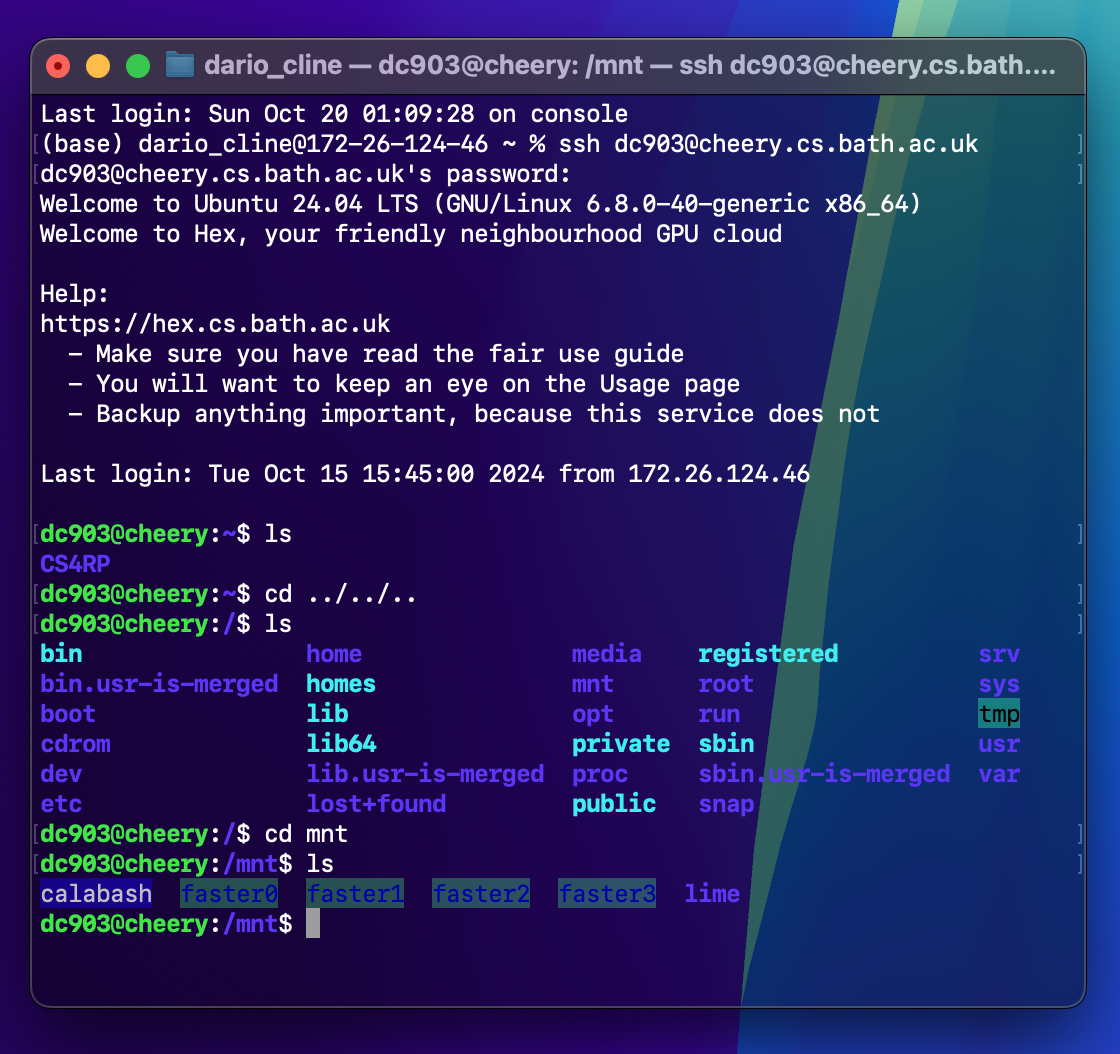 dario_cline — dc903@cheery: /mnt — ssh dc903@cheery.cs.bath....
Last login: Sun Oct 20 01:09:28 on console
(base) dario_cline@172-26-124-46 ~ % ssh dc903@cheery.cs.bath.ac.uk
dc903@cheery.cs.bath.ac.uk's password:
Welcome to Ubuntu 24.04 LTS (GNU/Linux 6.8.0-40-generic x86_64)
Welcome to Hex, your friendly neighbourhood GPU cloud
Help:
https://hex.cs.bath.ac.uk
  - Make sure you have read the fair use guide
  - You will want to keep an eye on the Usage page
  - Backup anything important, because this service does not
Last login: Tue Oct 15 15:45:00 2024 from 172.26.124.46
dc903@cheery:~$ ls
CS4RP
dc903@cheery:~$ cd ../../..
dc903@cheery:/$ ls
bin home media registered srv
bin.usr-is-merged homes mnt root sys
boot lib opt run tmp
cdrom lib64 private sbin usr
dev lib.usr-is-merged proc sbin.usr-is-merged var
etc lost+found public snap
dc903@cheery:/$ cd mnt
dc903@cheery:/mnt$ ls
calabash faster0 faster1 faster2 faster3 lime
dc903@cheery:/mnt$